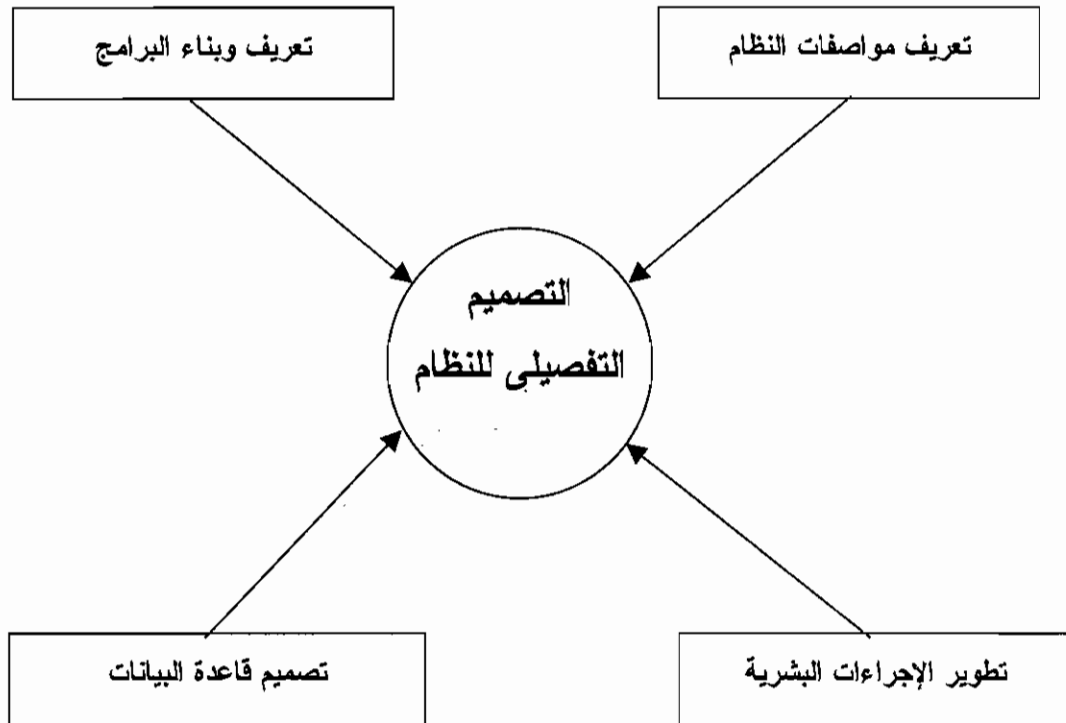 تعريف مواصفات النظام
تعريف وبناء البرامج
التصميم
التفصيلى للنظام
تطوير الإجراءات البشرية
تصميم قاعدة البيانات